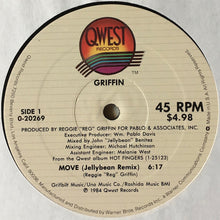 QWEST
RECORDS
GRIFFIN
SIDE 1
0-20269
45 RPM
$4.98
PRODUCED BY REGGIE "REG" GRIFFIN FOR PABLO & ASSOCIATES, INC.
Executive Producer: Wm. Pablo Davis
Mixed by John "Jellybean" Benitez
Mixing Engineer: Michael Hutchinson
Assistant Engineer: Melanie West
From the Qwest album HOT FINGERS (1-25123)
MOVE (Jellybean Remix) 6:17
(Reggie "Reg" Griffin)
Grifbilt Music/Une Music Co./Rashida Music BMI
℗ 1984 Qwest Records